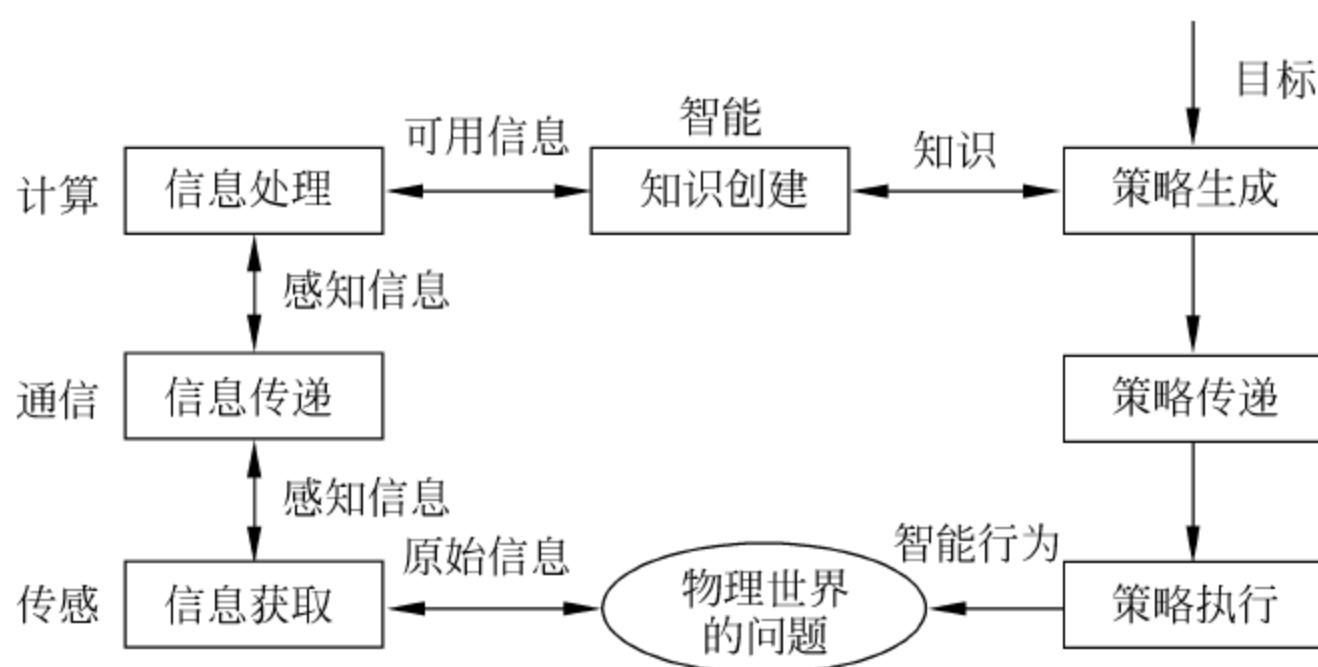 目标
智能
可用信息
知识
计算
信息处理
知识创建
策略生成
感知信息
通信
信息传递
策略传递
感知信息
原始信息
智能行为
传感
信息获取
物理世界
的问题
策略执行